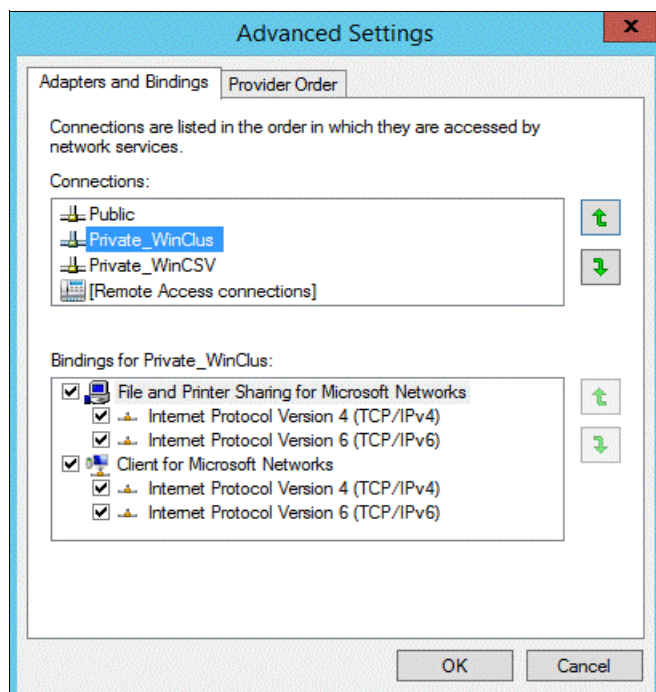 Advanced Settings
x
Adapters and Bindings
Provider Order
Connections are listed in the order in which they are accessed by
network services.
Connections:
Public
Private_WinClus
Private_WinCSV
[Remote Access connections]
Bindings for Private_WinClus:
File and Printer Sharing for Microsoft Networks
Internet Protocol Version 4 (TCP/IPv4)
Internet Protocol Version 6 (TCP/IPv6)
Client for Microsoft Networks
Internet Protocol Version 4 (TCP/IPv4)
Internet Protocol Version 6 (TCP/IPv6)
OK
Cancel